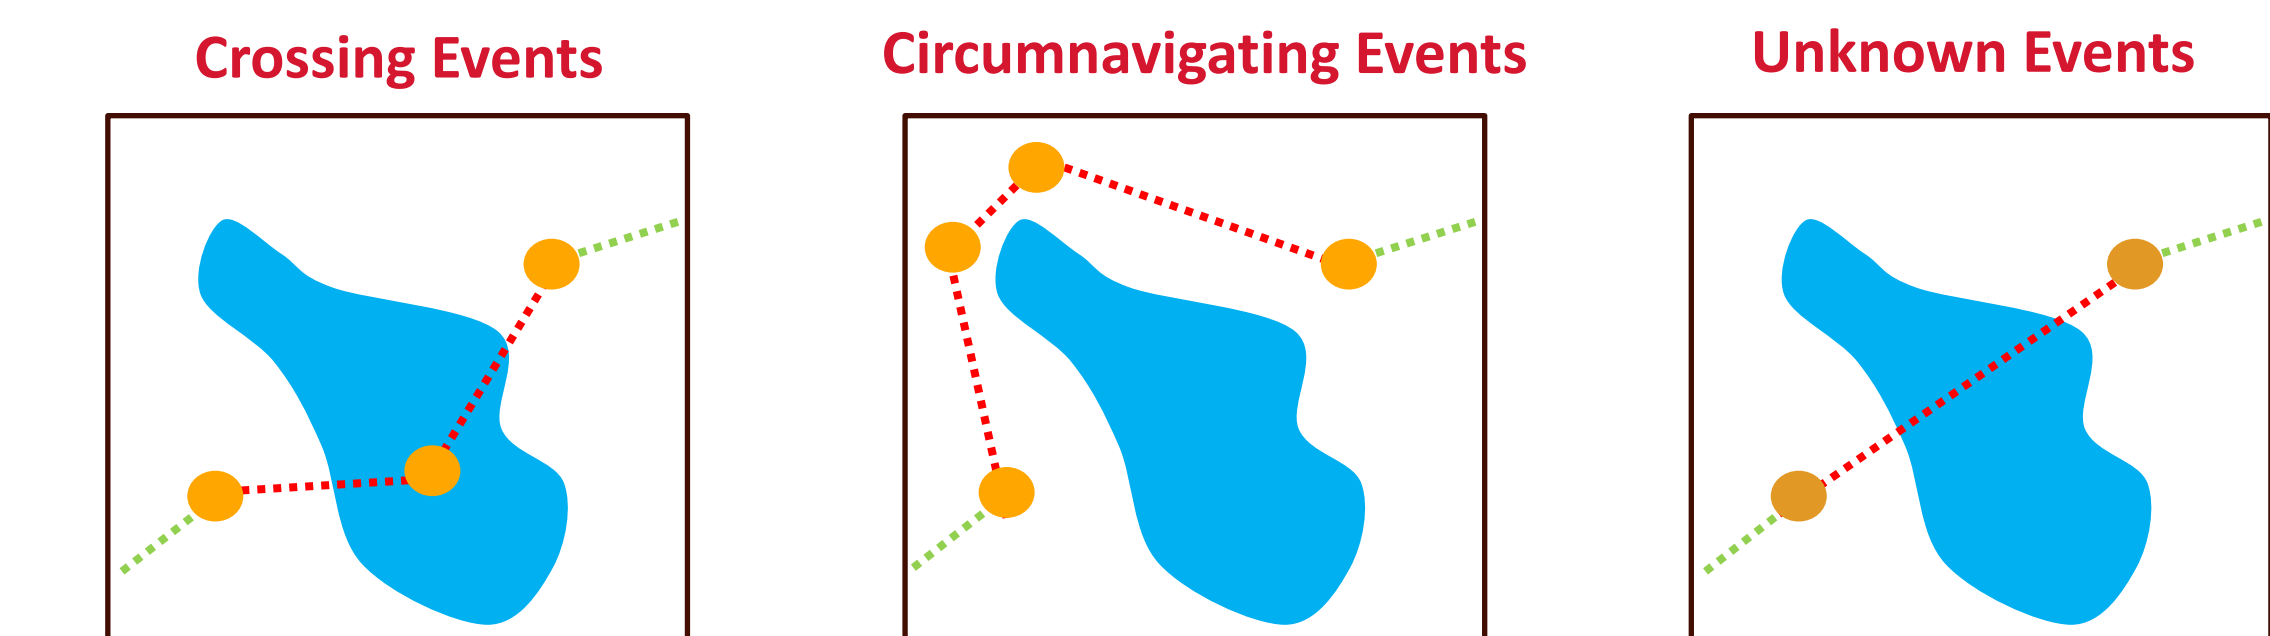 Crossing Events
Circumnavigating Events
Unknown Events